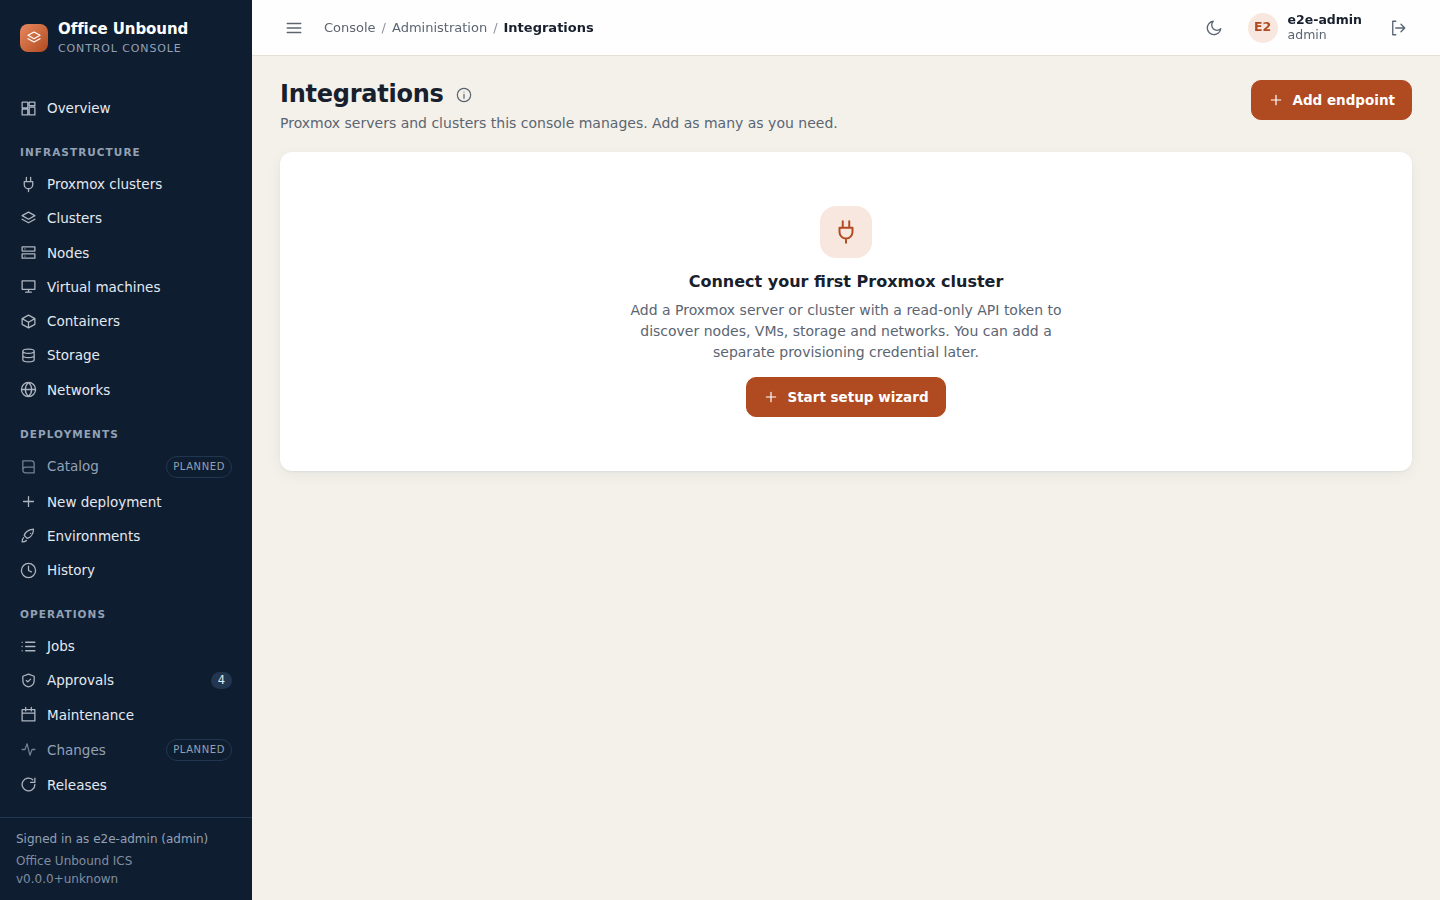 Office Unbound
CONTROL CONSOLE
Overview
INFRASTRUCTURE
Proxmox clusters
Clusters
Nodes
Virtual machines
Containers
Storage
Networks
DEPLOYMENTS
Catalog PLANNED
New deployment
Environments
History
OPERATIONS
Jobs
Approvals 4
Maintenance
Changes PLANNED
Releases
Signed in as e2e-admin (admin)
Office Unbound ICS
v0.0.0+unknown
Console / Administration / Integrations
E2
e2e-admin
admin
Integrations
Proxmox servers and clusters this console manages. Add as many as you need.
Add endpoint
Connect your first Proxmox cluster
Add a Proxmox server or cluster with a read-only API token to
discover nodes, VMs, storage and networks. You can add a
separate provisioning credential later.
Start setup wizard